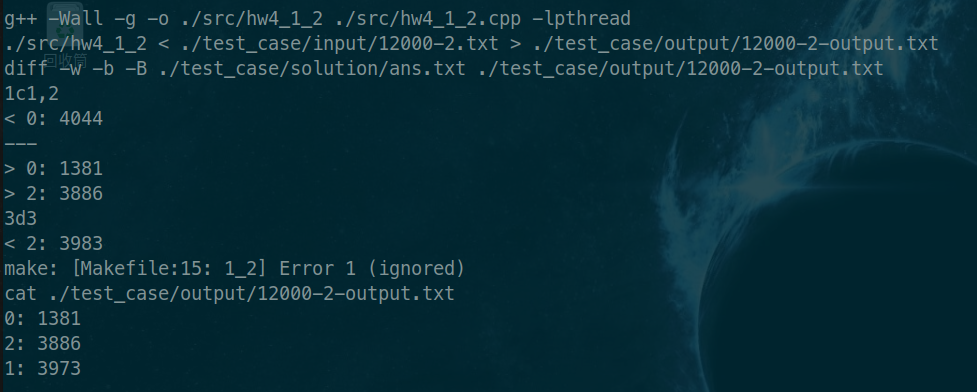 g++ -Wall -g -o ./src/hw4_1_2 ./src/hw4_1_2.cpp -lpthread
./src/hw4_1_2 < ./test_case/input/12000-2.txt > ./test_case/output/12000-2-output.txt
回收筒
diff -w -b -B ./test_case/solution/ans.txt ./test_case/output/12000-2-output.txt
1c1,2
< 0: 4044
---
> 0: 1381
> 2: 3886
3d3
< 2: 3983
make: [Makefile:15: 1_2] Error 1 (ignored)
cat ./test_case/output/12000-2-output.txt
0: 1381
2: 3886
1: 3973